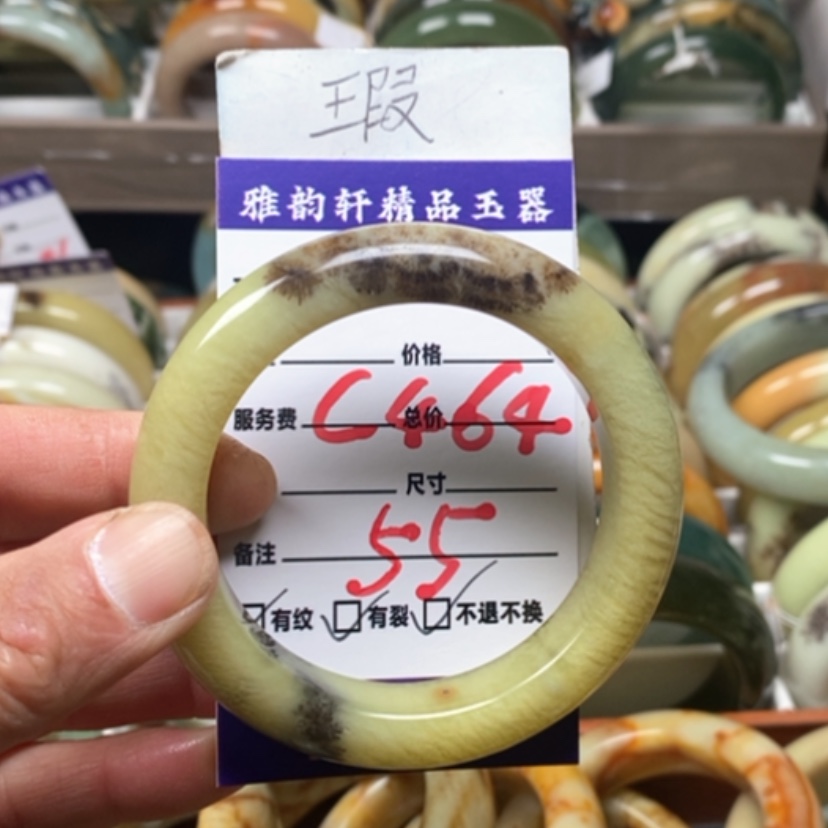 瑕
雅韵轩精品玉器
价格
服务费 C464 总价
尺寸
55
备注
有纹 有裂 不退不换